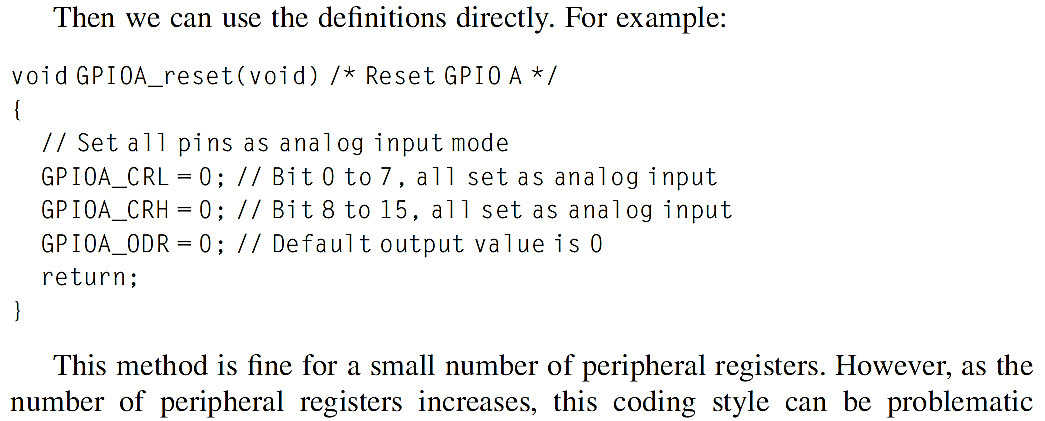 Then we can use the definitions directly. For example:
void GPIOA_reset(void) /* Reset GPIO A */
{
// Set all pins as analog input mode
GPIOA_CRL = 0; // Bit 0 to 7, all set as analog input
GPIOA_CRH = 0; // Bit 8 to 15, all set as analog input
GPIOA_ODR = 0; // Default output value is 0
return;
}
This method is fine for a small number of peripheral registers. However, as the
number of peripheral registers increases, this coding style can be problematic